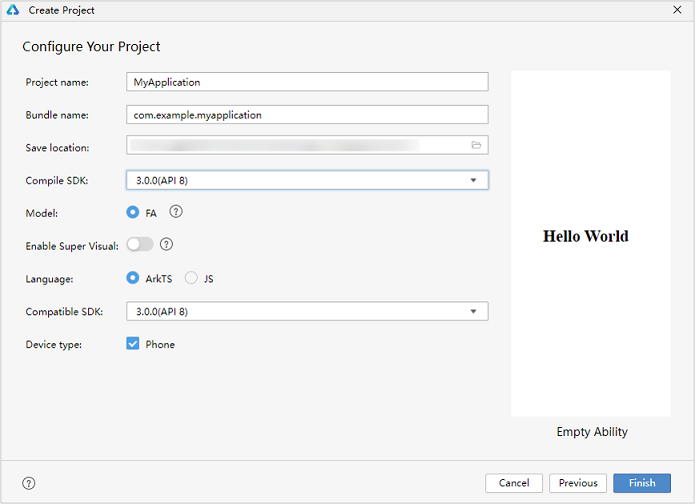 Create Project
Configure Your Project
Project name: MyApplication
Bundle name: com.example.myapplication
Save location:
Compile SDK: 3.0.0(API 8)
Model: FA ?
Enable Super Visual: ?
Language: ArkTS JS
Compatible SDK: 3.0.0(API 8)
Device type: Phone
Hello World
Empty Ability
? Cancel Previous Finish